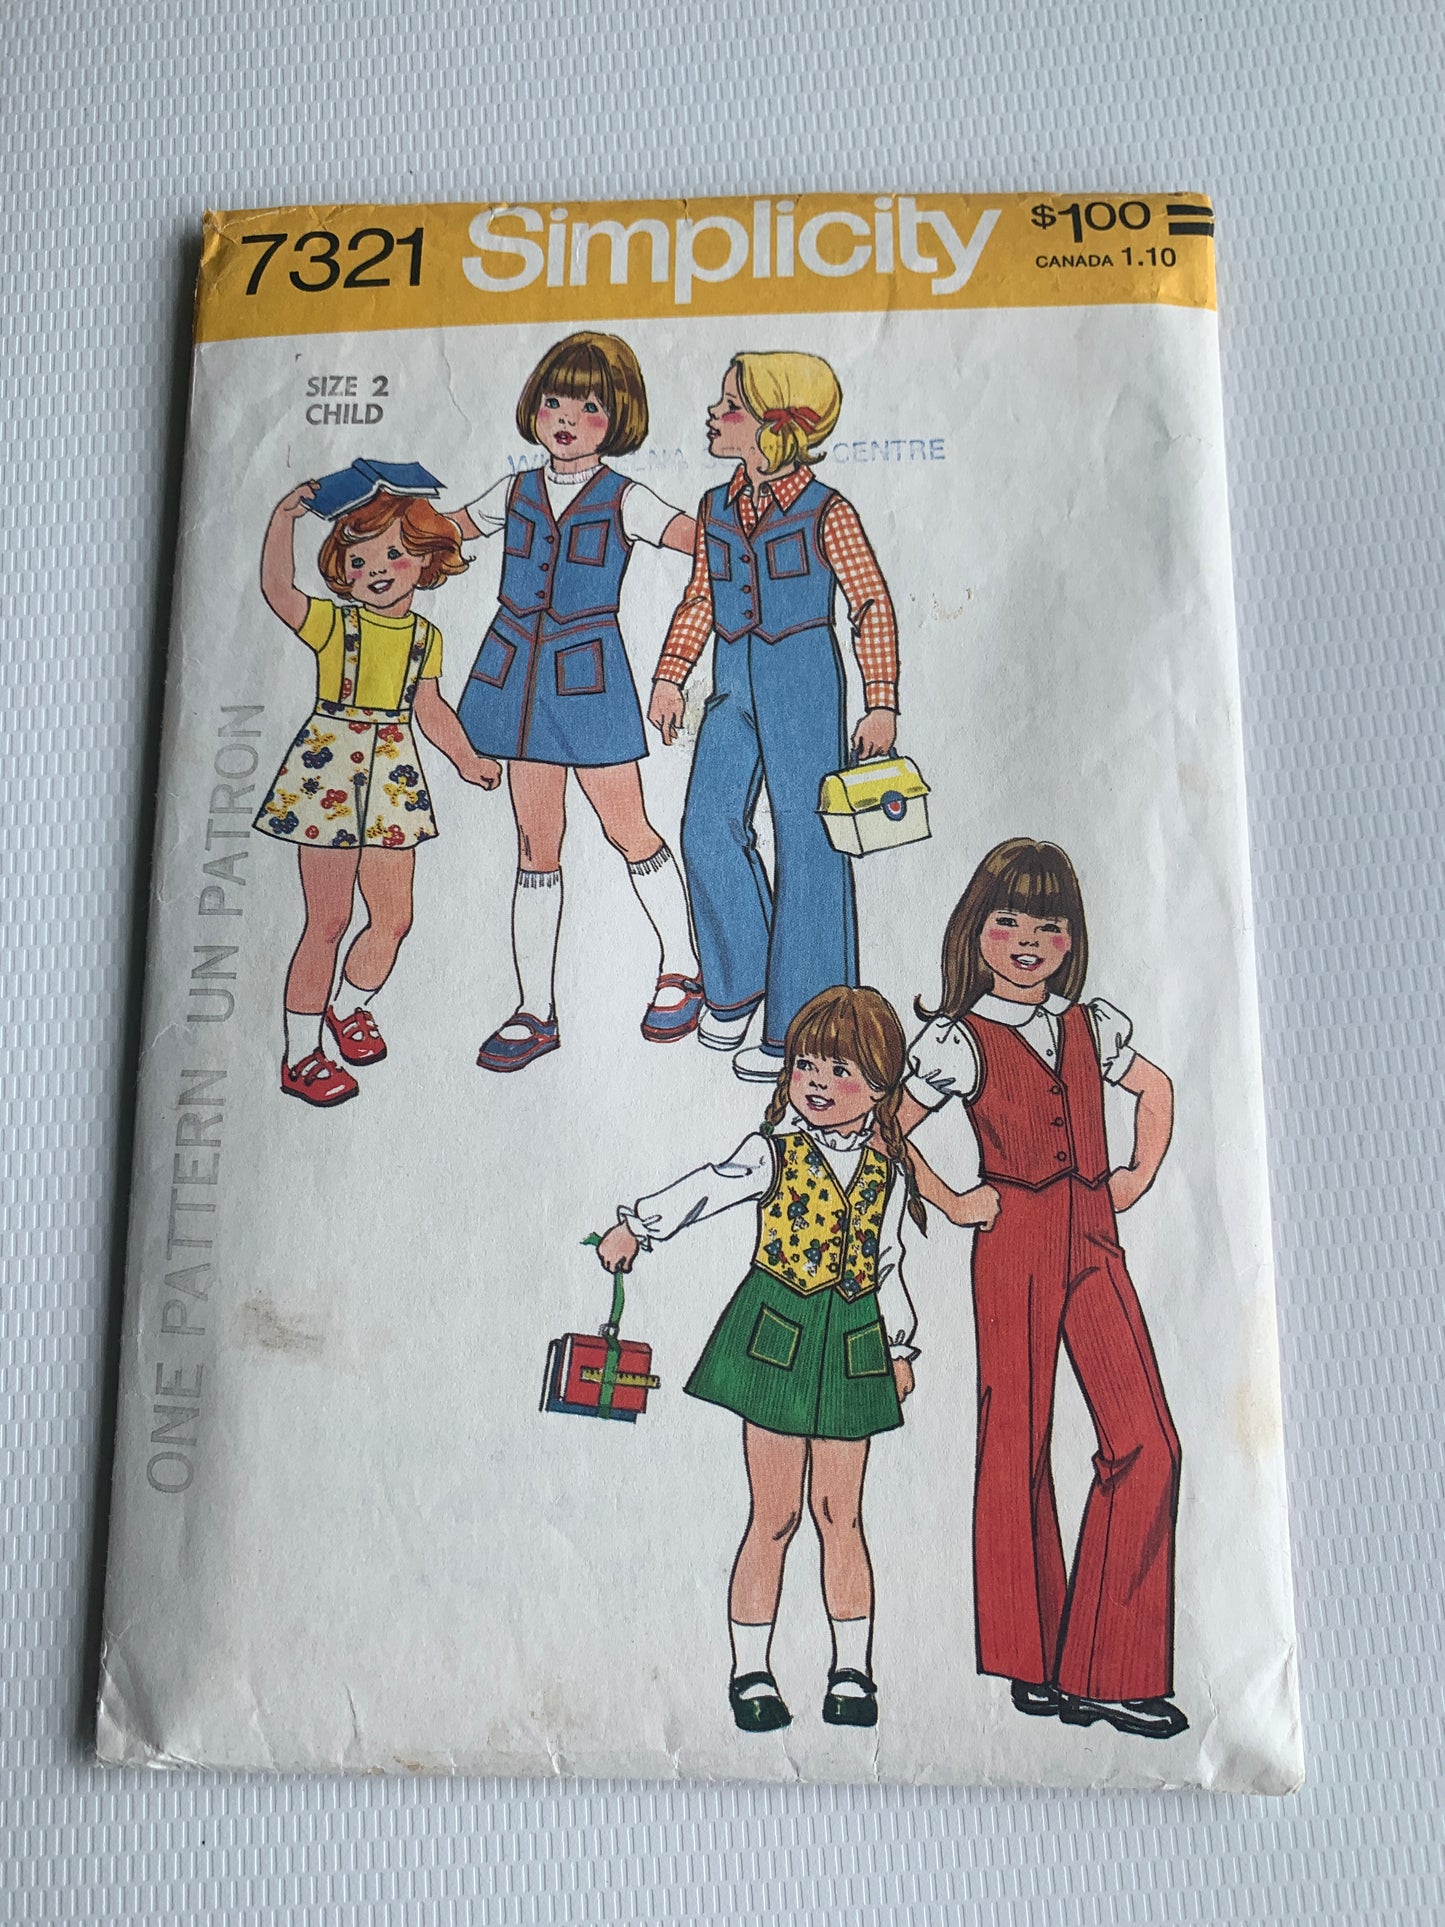 7321 Simplicity $1.00
CANADA 1.10
SIZE 2
CHILD
CENTRE
ONE PATTERN UN PATRON